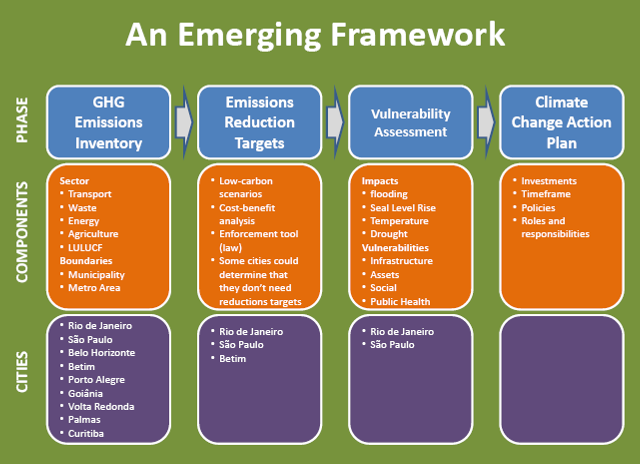 An Emerging Framework
PHASE
GHG
Emissions
Inventory
Emissions
Reduction
Targets
Vulnerability
Assessment
Climate
Change Action
Plan
COMPONENTS
Sector
• Transport
• Waste
• Energy
• Agriculture
• LULUCF
Boundaries
• Municipality
• Metro Area
• Low-carbon
scenarios
• Cost-benefit
analysis
• Enforcement tool
(law)
• Some cities could
determine that
they don't need
reductions targets
Impacts
• flooding
• Seal Level Rise
• Temperature
• Drought
Vulnerabilities
• Infrastructure
• Assets
• Social
• Public Health
• Investments
• Timeframe
• Policies
• Roles and
responsibilities
CITIES
• Rio de Janeiro
• São Paulo
• Belo Horizonte
• Betim
• Porto Alegre
• Goiânia
• Volta Redonda
• Palmas
• Curitiba
• Rio de Janeiro
• São Paulo
• Betim
• Rio de Janeiro
• São Paulo